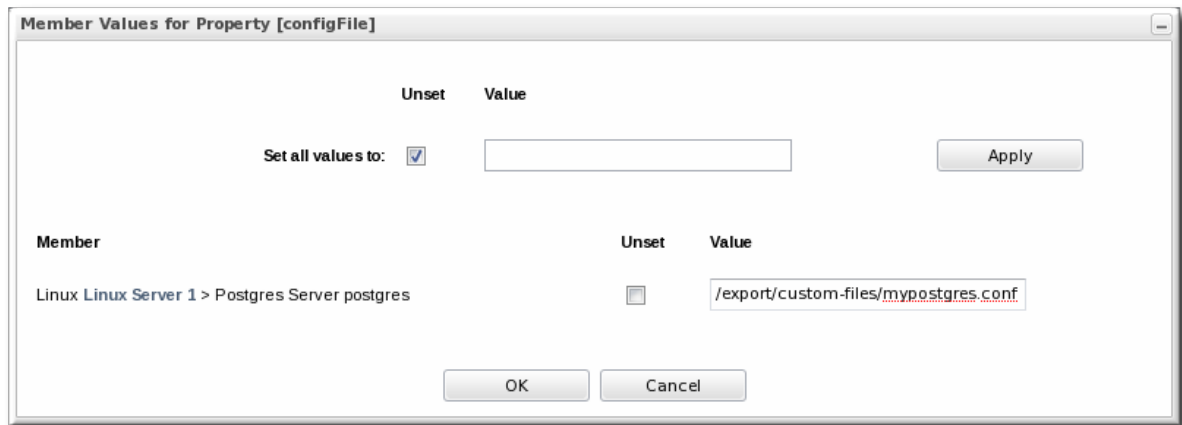 Member Values for Property [configFile]
Unset Value
Set all values to: Apply
Member Unset Value
Linux Linux Server 1 > Postgres Server postgres /export/custom-files/mypostgres.conf
OK Cancel